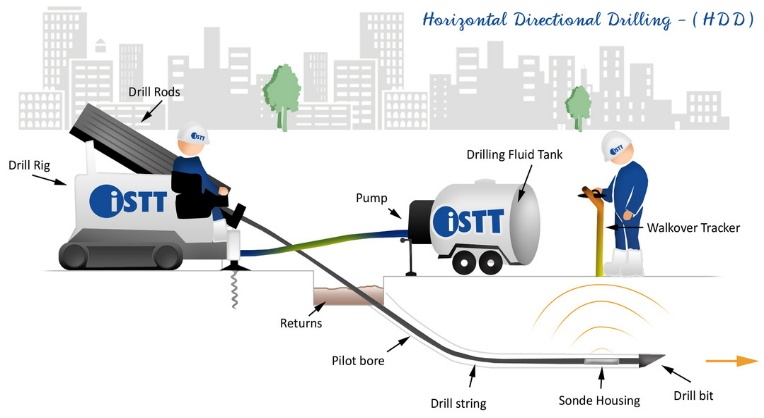 Horizontal Directional Drilling - ( HDD )
Drill Rods
iSTT
Drilling Fluid Tank
iSTT
Drill Rig
iSTT
Pump
iSTT
Walkover Tracker
Returns
Pilot bore
Drill string
Sonde Housing
Drill bit